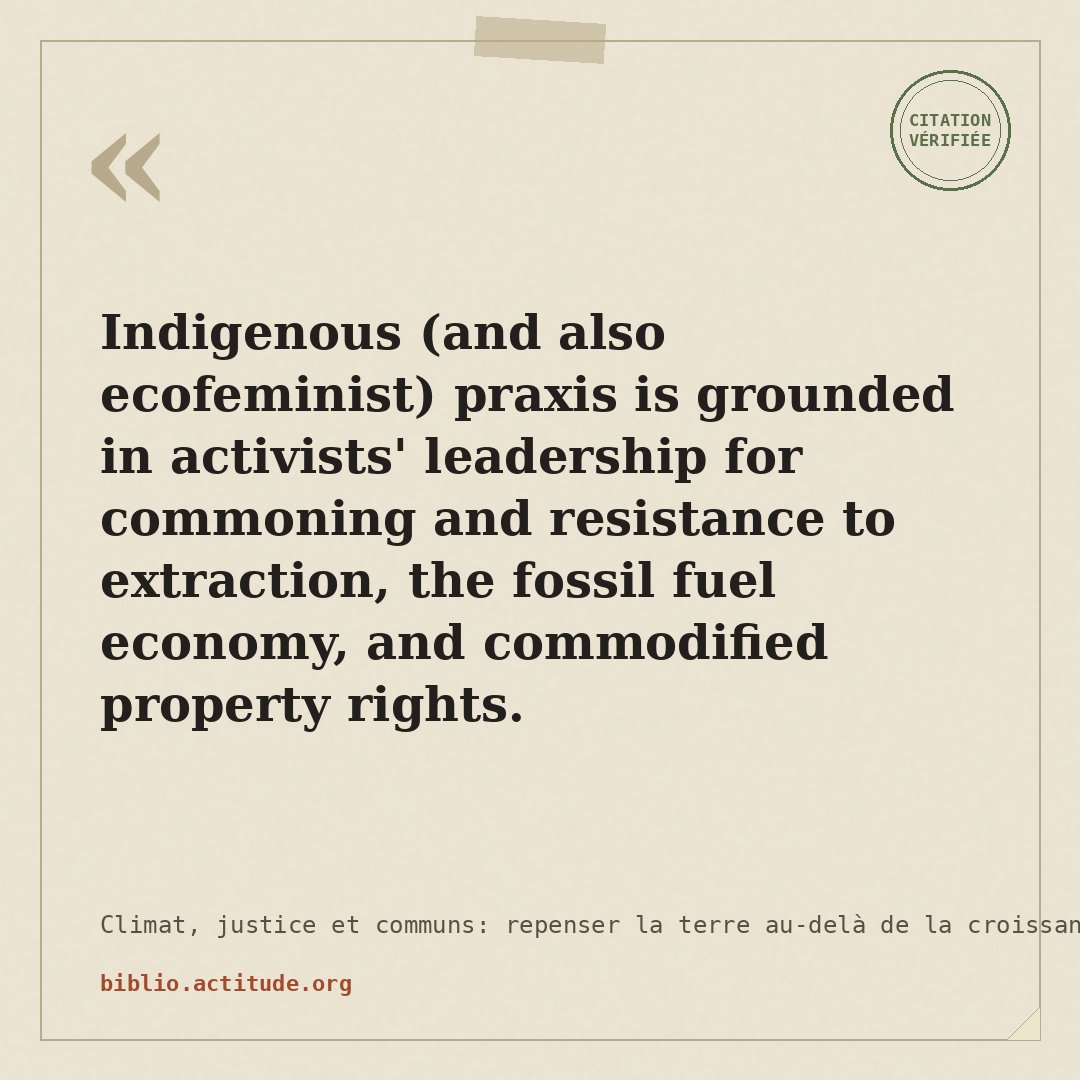 CITATION
VÉRIFIÉE
«
Indigenous (and also
ecofeminist) praxis is grounded
in activists' leadership for
commoning and resistance to
extraction, the fossil fuel
economy, and commodified
property rights.
Climat, justice et communs: repenser la terre au-delà de la croissan
biblio.actitude.org